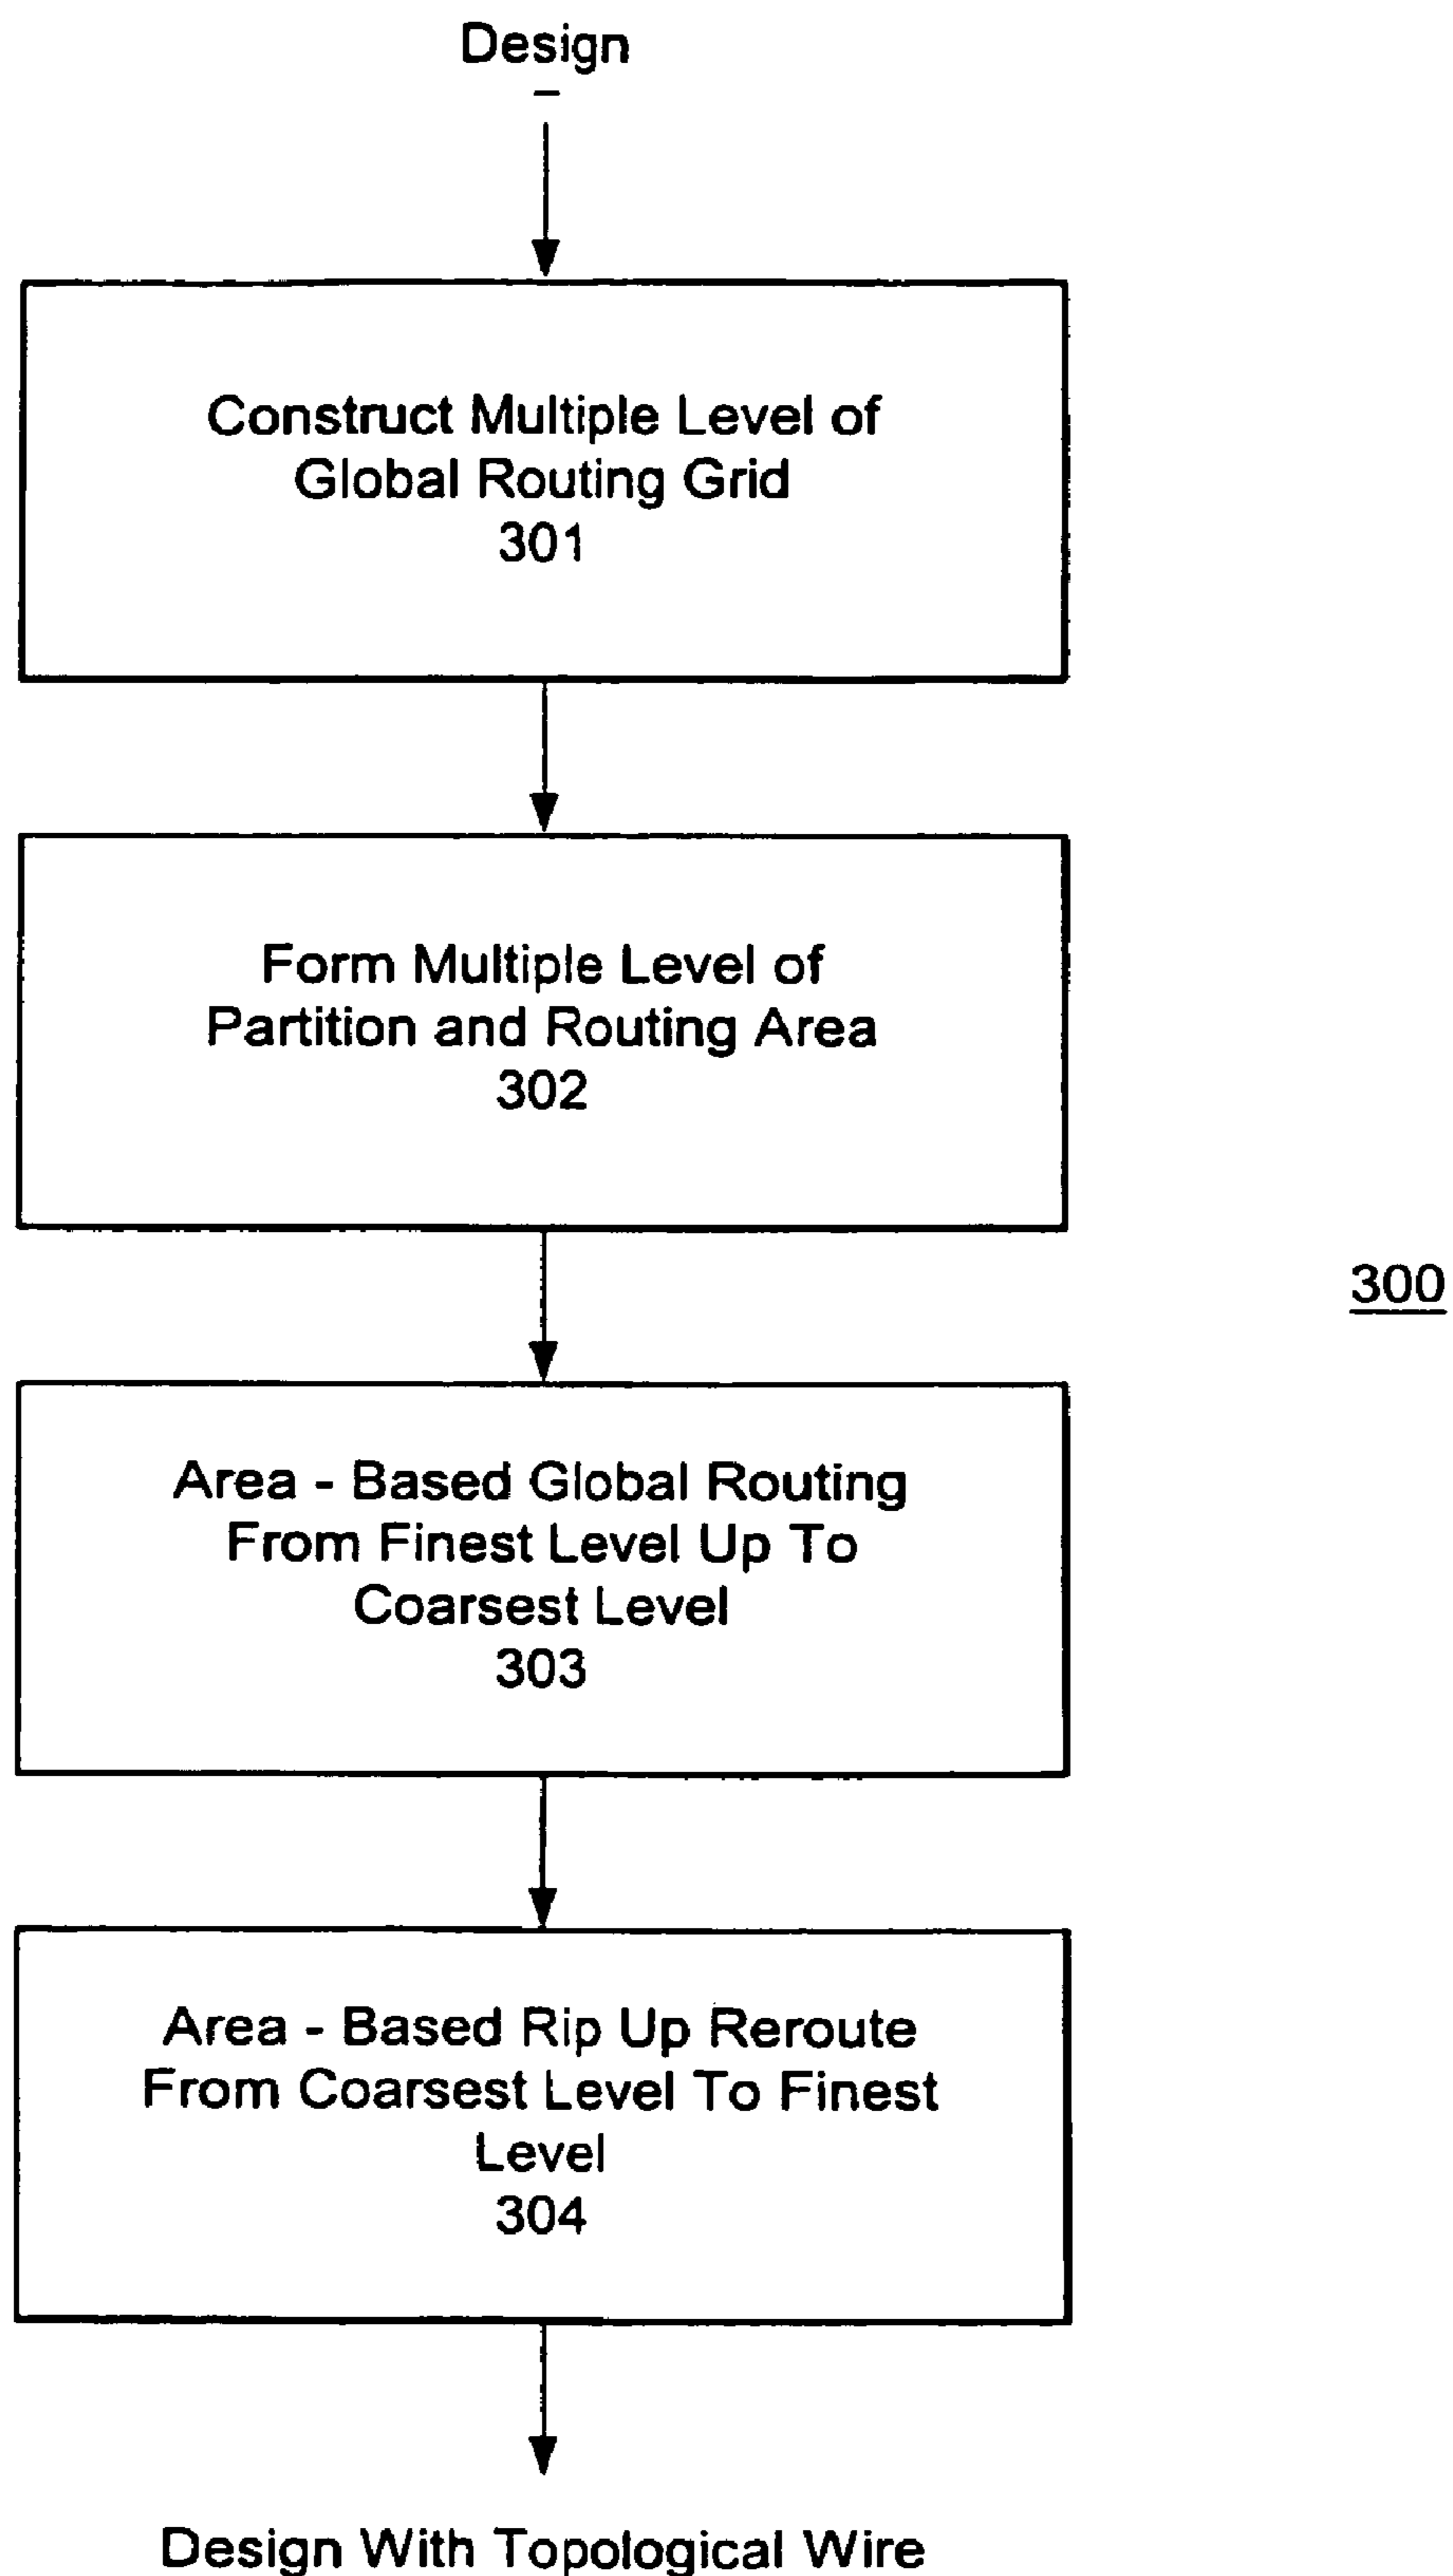 Design
Construct Multiple Level of
Global Routing Grid
301
Form Multiple Level of
Partition and Routing Area
302
300
Area - Based Global Routing
From Finest Level Up To
Coarsest Level
303
Area - Based Rip Up Reroute
From Coarsest Level To Finest
Level
304
Design With Topological Wire